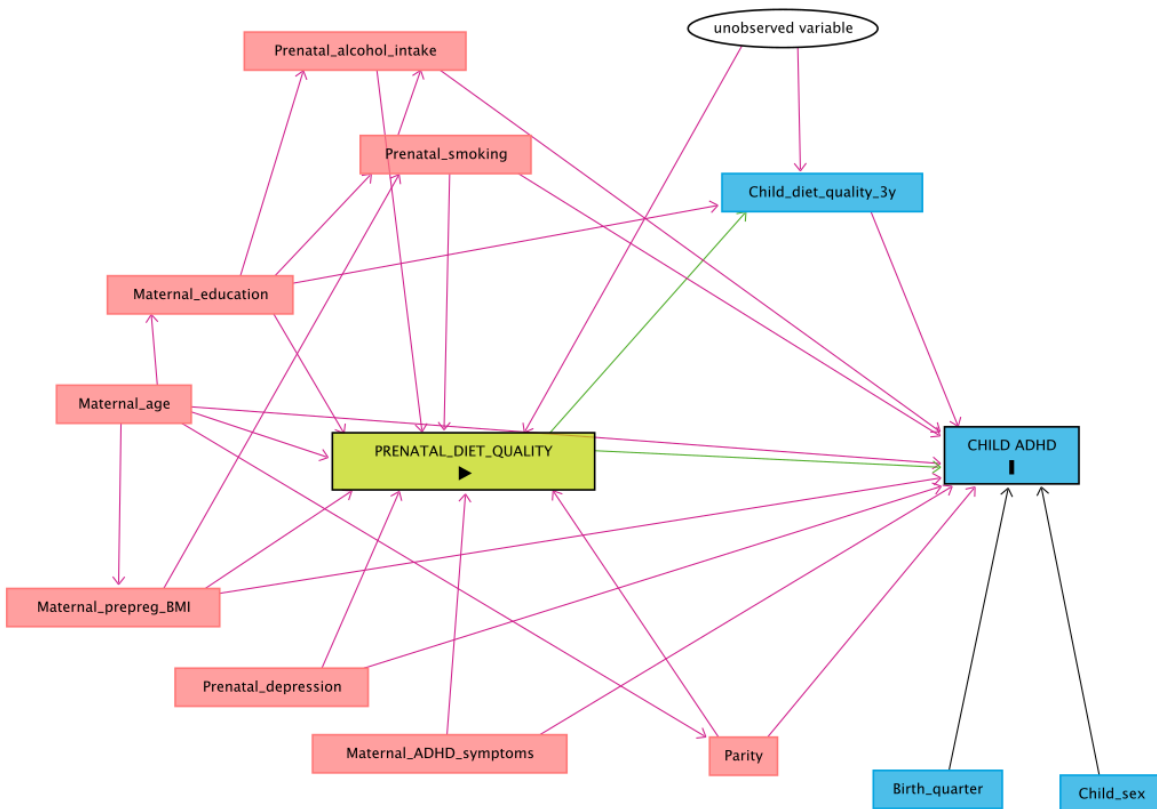 unobserved variable
Prenatal_alcohol_intake
Prenatal_smoking
Child_diet_quality_3y
Maternal_education
Maternal_age
PRENATAL_DIET_QUALITY
CHILD ADHD
Maternal_prepreg_BMI
Prenatal_depression
Maternal_ADHD_symptoms
Parity
Birth_quarter
Child_sex